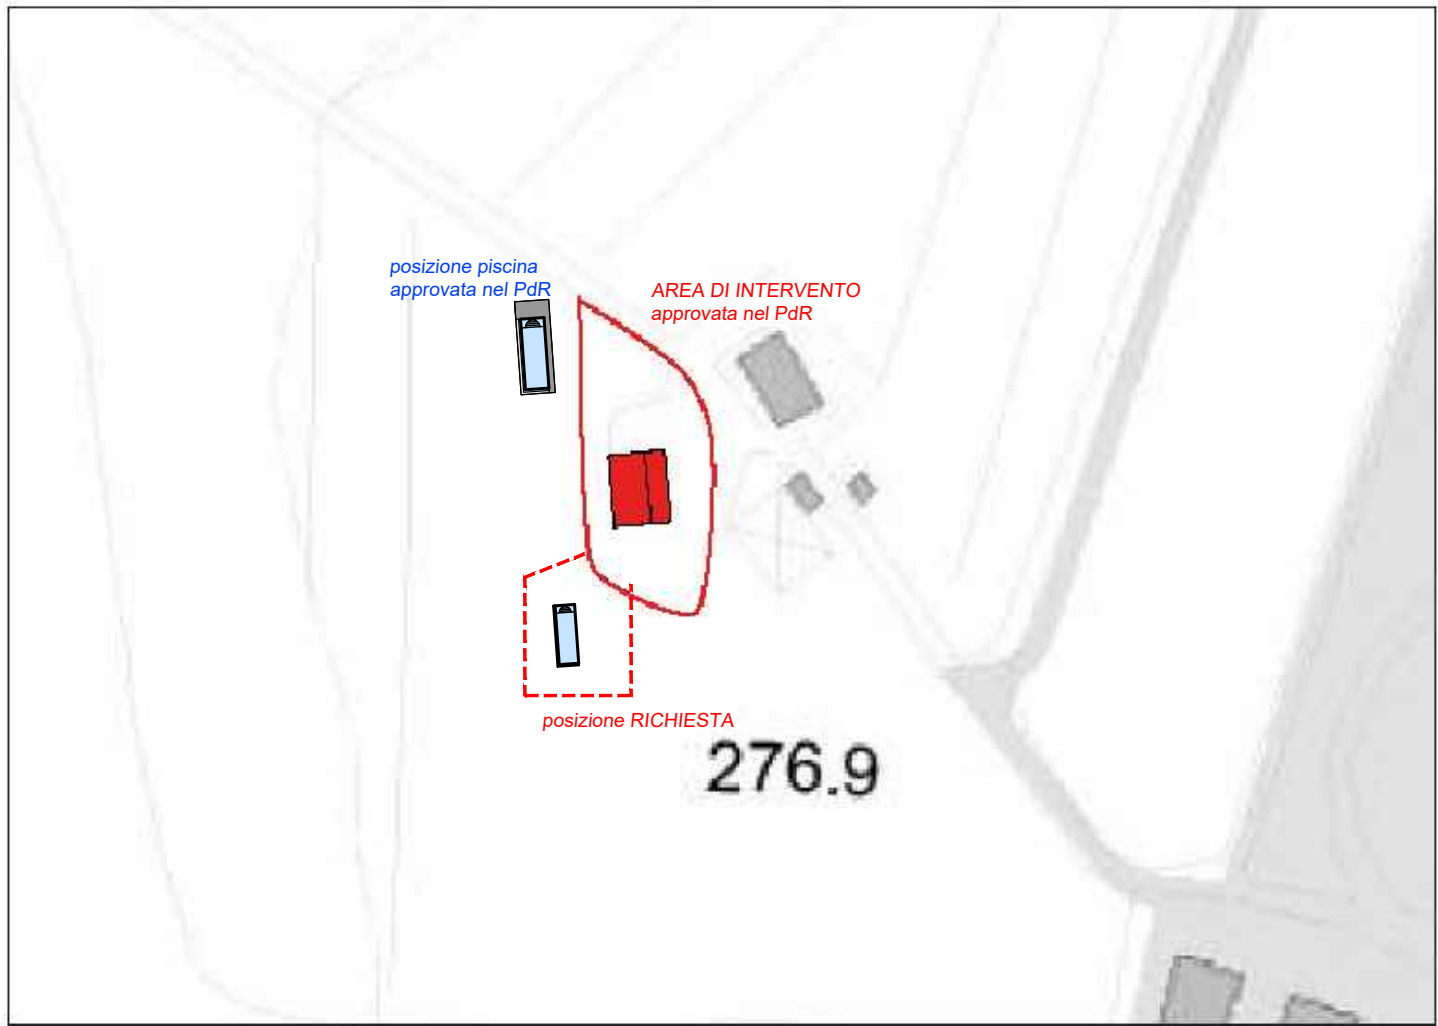 posizione piscina
approvata nel PdR
AREA DI INTERVENTO
approvata nel PdR
posizione RICHIESTA
276.9